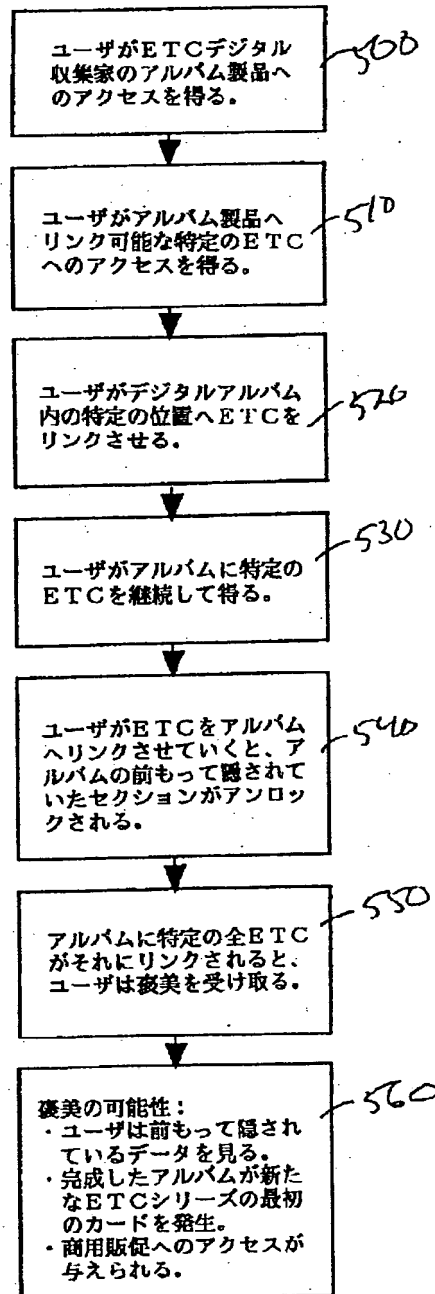 ユーザがETCデジタル
収集家のアルバム製品へ
のアクセスを得る。
500
ユーザがアルバム製品へ
リンク可能な特定のETC
へのアクセスを得る。
510
ユーザがデジタルアルバム
内の特定の位置へETCを
リンクさせる。
520
ユーザがアルバムに特定の
ETCを継続して得る。
530
ユーザがETCをアルバム
へリンクさせていくと、ア
ルバムの前もって隠されて
いたセクションがアンロッ
クされる。
540
アルバムに特定の全ETC
がそれにリンクされると、
ユーザは褒美を受け取る。
550
褒美の可能性：
・ユーザは前もって隠され
ているデータを見る。
・完成したアルバムが新た
なETCシリーズの最初
のカードを発生。
・商用販促へのアクセスが
与えられる。
560